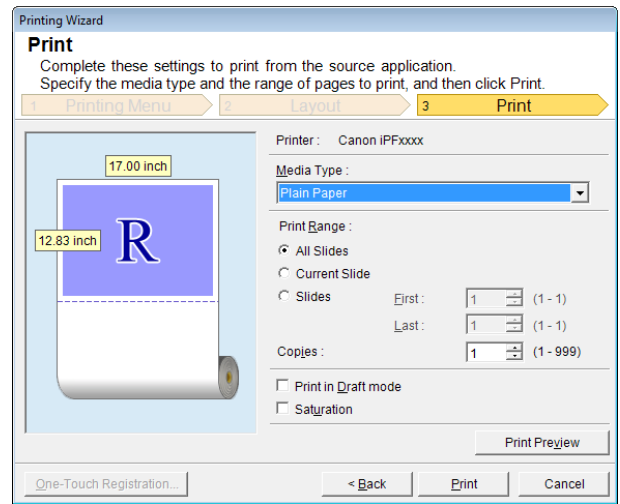 Printing Wizard
Print
Complete these settings to print from the source application.
Specify the media type and the range of pages to print, and then click Print.
1 Printing Menu 2 Layout 3 Print
Printer : Canon iPFxxxx
17.00 inch
Media Type :
Plain Paper
Print Range :
12.83 inch
R
All Slides
Current Slide
Slides First : 1 (1 - 1)
Last : 1 (1 - 1)
Copies : 1 (1 - 999)
Print in Draft mode
Saturation
Print Preview
One-Touch Registration... < Back Print Cancel